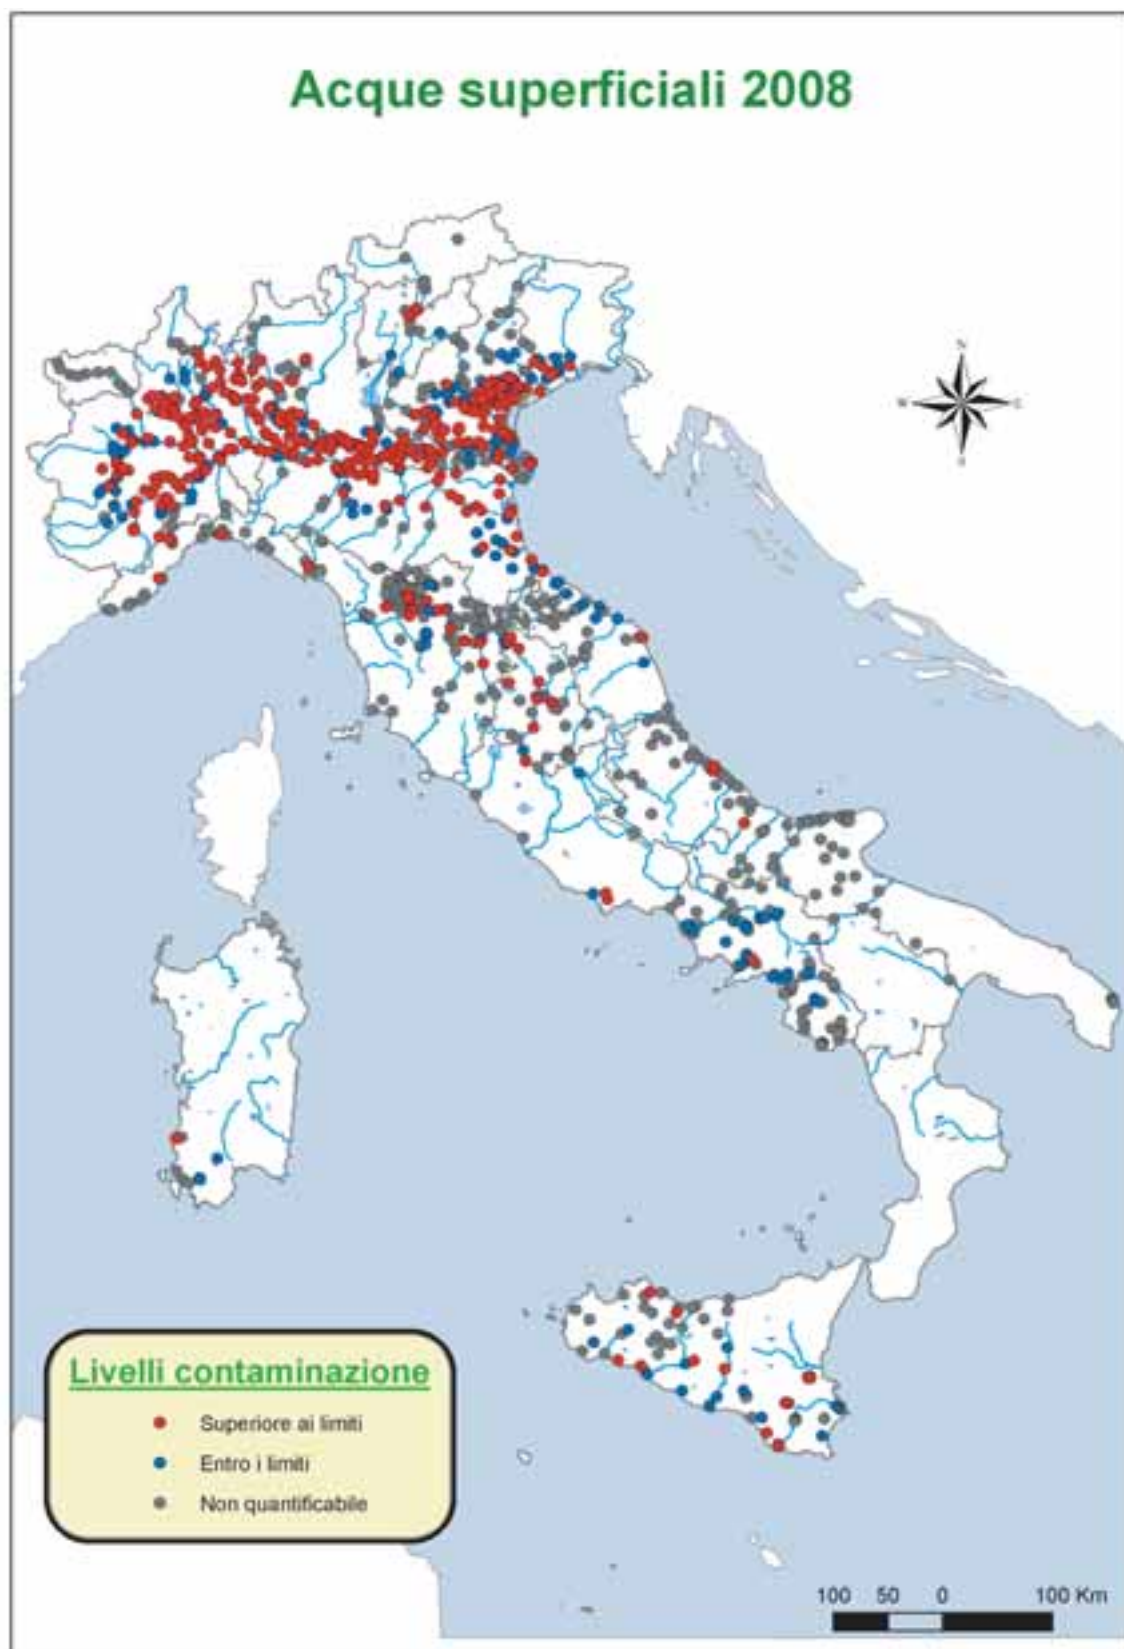 Acque superficiali 2008
N
W E
S
Livelli contaminazione
Superiore ai limiti
Entro i limiti
Non quantificabile
100 50 0 100 Km